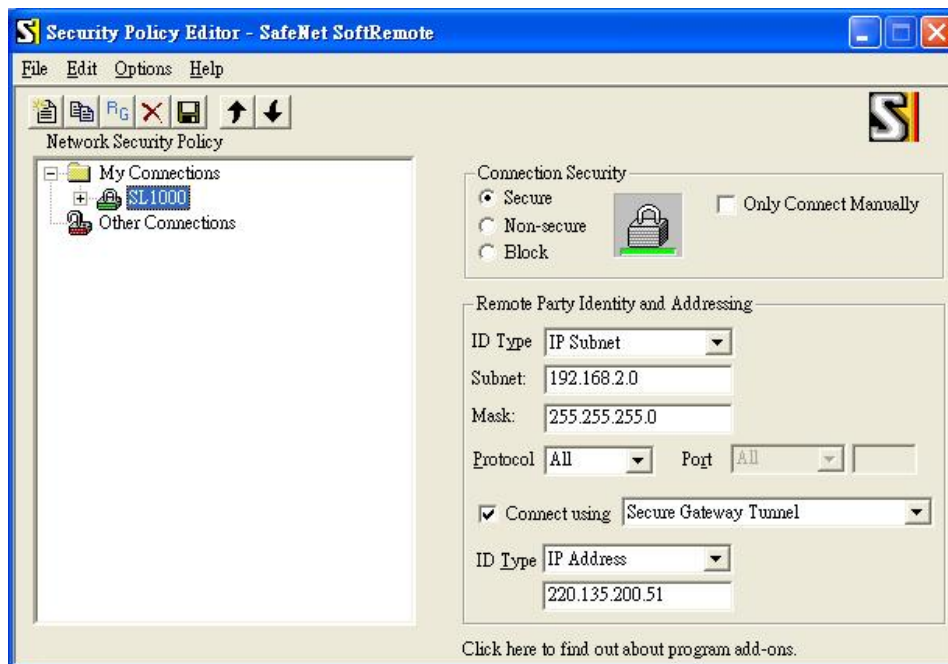 Security Policy Editor - SafeNet SoftRemote
File Edit Options Help
RG
Network Security Policy
My Connections
SL1000
Other Connections
Connection Security
Secure
Non-secure
Block
Only Connect Manually
Remote Party Identity and Addressing
ID Type IP Subnet
Subnet: 192.168.2.0
Mask: 255.255.255.0
Protocol All Port All
Connect using Secure Gateway Tunnel
ID Type IP Address
220.135.200.51
Click here to find out about program add-ons.